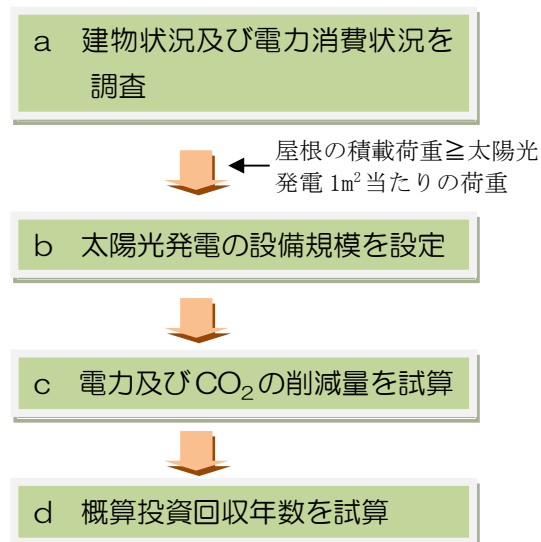 a 建物状況及び電力消費状況を
調査
屋根の積載荷重≧太陽光
発電 1m²当たりの荷重
b 太陽光発電の設備規模を設定
c 電力及びCO₂の削減量を試算
d 概算投資回収年数を試算